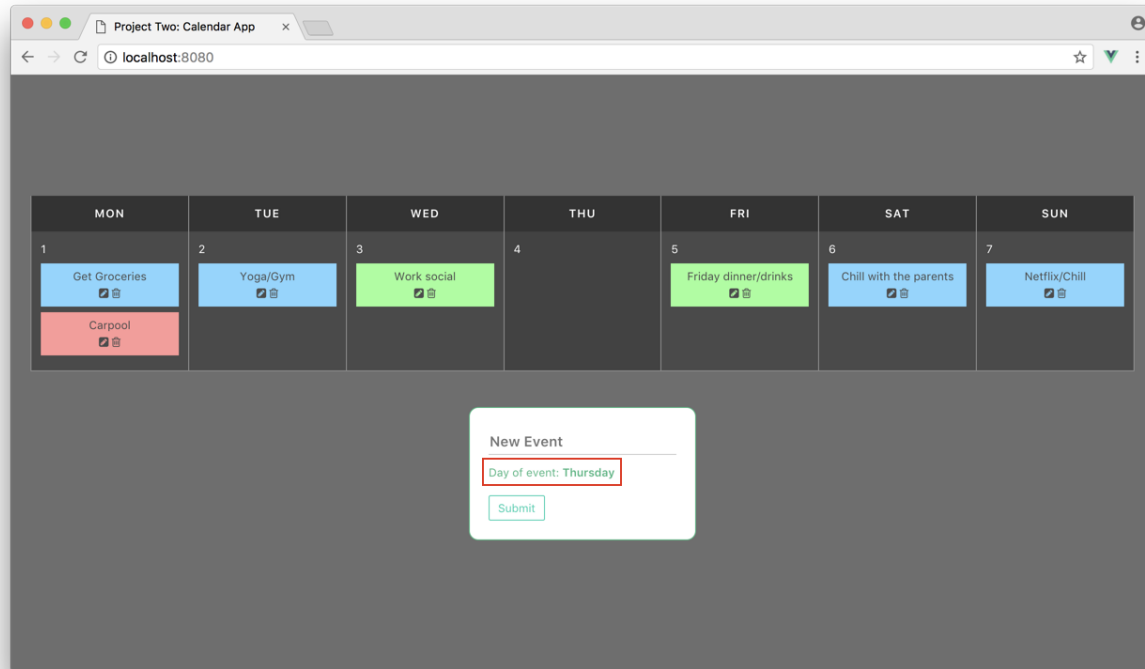 Project Two: Calendar App
localhost:8080
MON TUE WED THU FRI SAT SUN
1 2 3 4 5 6 7
Get Groceries Yoga/Gym Work social Friday dinner/drinks Chill with the parents Netflix/Chill
Carpool
New Event
Day of event: Thursday
Submit